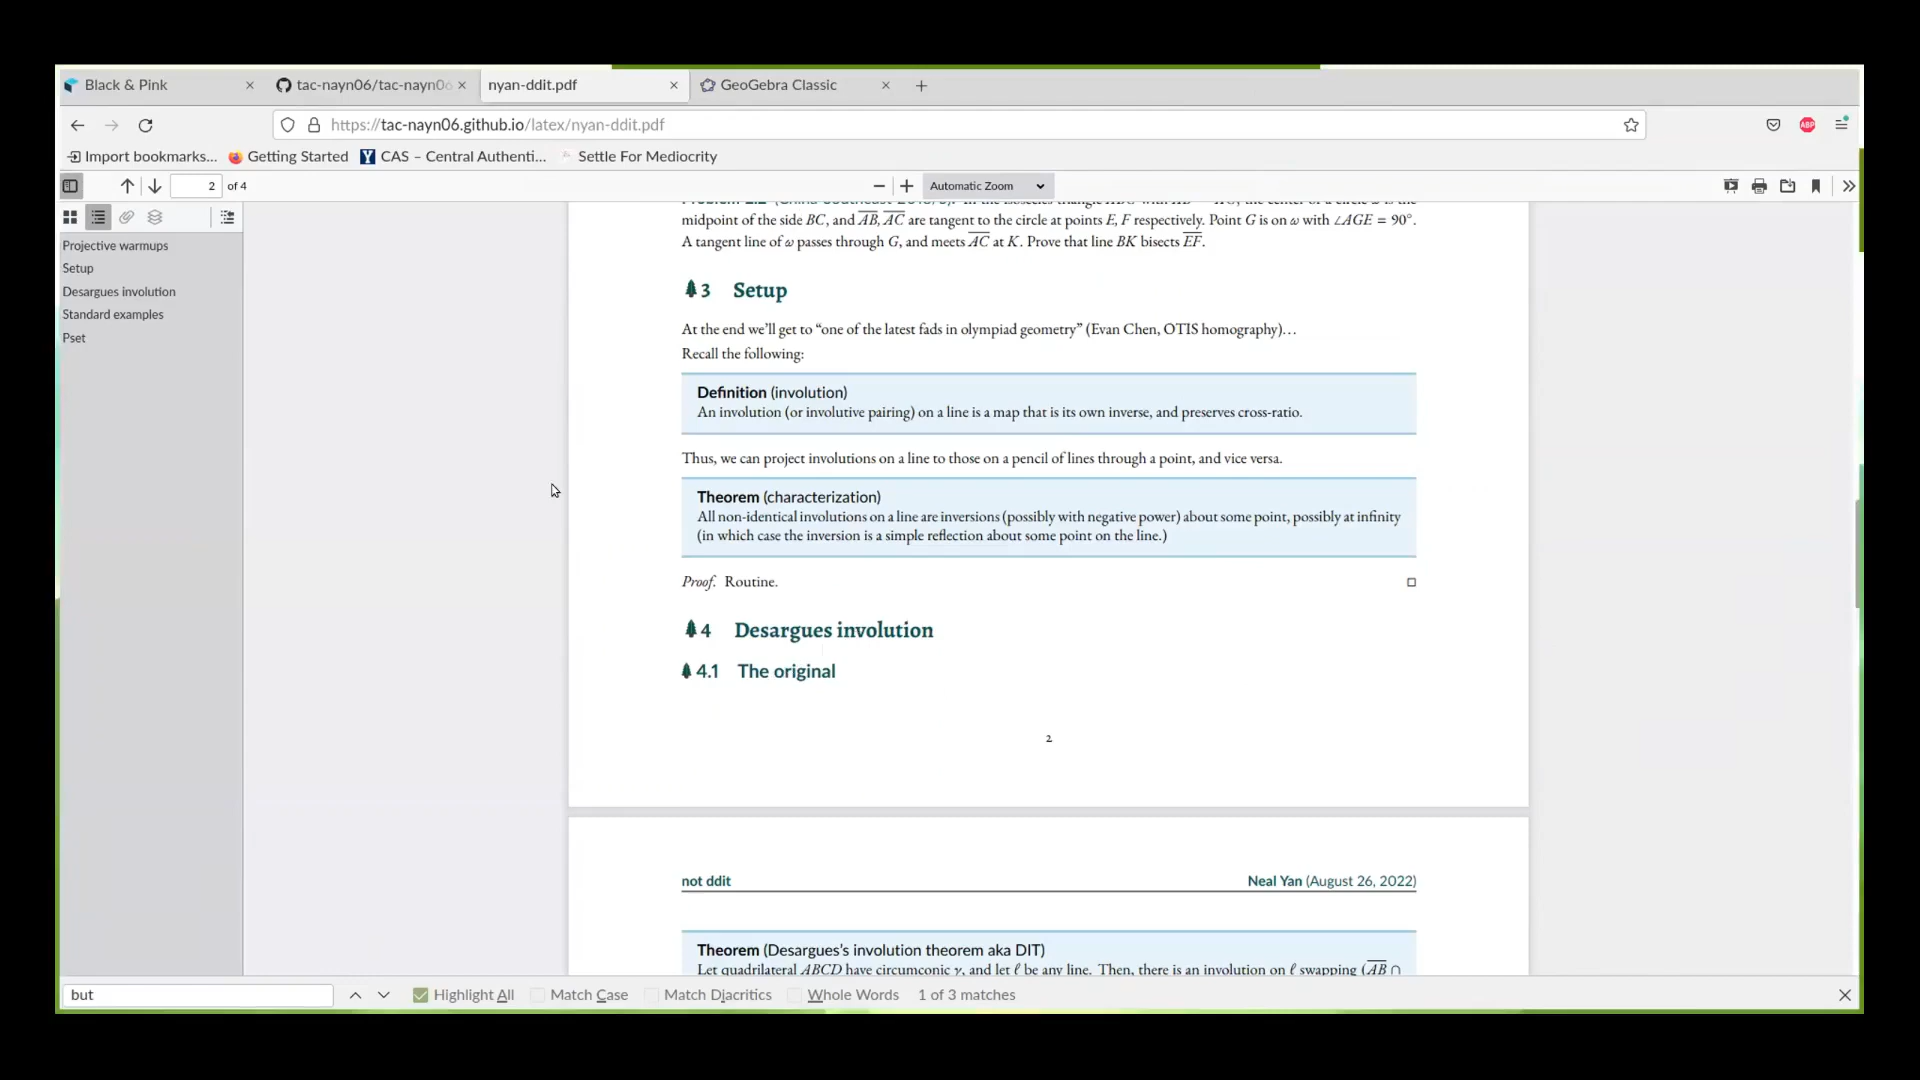 Black & Pink
tac-nayn06/tac-nayn06
nyan-ddit.pdf
GeoGebra Classic
https://tac-nayn06.github.io/latex/nyan-ddit.pdf
Import bookmarks... Getting Started CAS – Central Authenti... Settle For Mediocrity
2 of 4
Automatic Zoom
Projective warmups
Setup
Desargues involution
Standard examples
Pset
midpoint of the side BC, and AB, AC are tangent to the circle at points E, F respectively. Point G is on ω with ∠AGE = 90°.
A tangent line of ω passes through G, and meets AC at K. Prove that line BK bisects EF.
3 Setup
At the end we'll get to “one of the latest fads in olympiad geometry” (Evan Chen, OTIS homography)…
Recall the following:
Definition (involution)
An involution (or involutive pairing) on a line is a map that is its own inverse, and preserves cross-ratio.
Thus, we can project involutions on a line to those on a pencil of lines through a point, and vice versa.
Theorem (characterization)
All non-identical involutions on a line are inversions (possibly with negative power) about some point, possibly at infinity
(in which case the inversion is a simple reflection about some point on the line.)
Proof. Routine.
4 Desargues involution
4.1 The original
2
not ddit Neal Yan (August 26, 2022)
Theorem (Desargues's involution theorem aka DIT)
Let quadrilateral ABCD have circumconic γ, and let ℓ be any line. Then, there is an involution on ℓ swapping (AB ∩
but Highlight All Match Case Match Diacritics Whole Words 1 of 3 matches